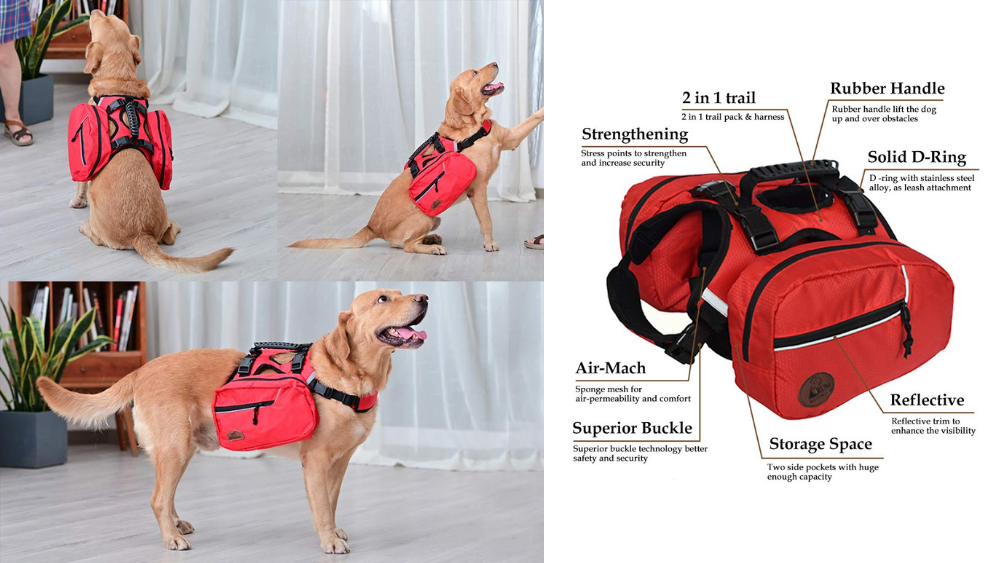 2 in 1 trail
2 in 1 trail pack & harness
Rubber Handle
Rubber handle lift the dog
up and over obstacles
Strengthening
Stress points to strengthen
and increase security
Solid D-Ring
D -ring with stainless steel
alloy, as leash attachment
Air-Mach
Sponge mesh for
air-permeability and comfort
Reflective
Reflective trim to
enhance the visibility
Superior Buckle
Superior buckle technology better
safety and security
Storage Space
Two side pockets with huge
enough capacity